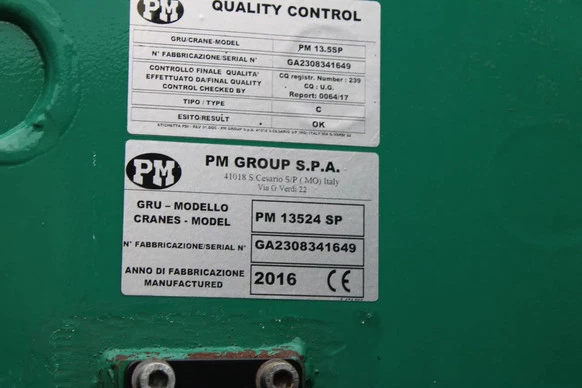 PM QUALITY CONTROL
GRU/CRANE-MODEL PM 13.5SP
N° FABBRICAZIONE/SERIAL N° GA2308341649
CONTROLLO FINALE QUALITA' CQ registr. Number : 239
EFFETTUATO DA/FINAL QUALITY CQ : U.G.
CONTROL CHECKED BY Report: 0064/17
TIPO / TYPE C
ESITO/RESULT OK
PM PM GROUP S.P.A.
41018 S.Cesario S/P ( MO) Italy
Via G.Verdi 22
GRU – MODELLO
CRANES - MODEL PM 13524 SP
N° FABBRICAZIONE/SERIAL N° GA2308341649
ANNO DI FABBRICAZIONE
MANUFACTURED 2016 CE